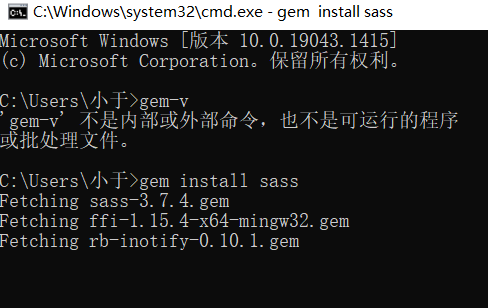 C:\Windows\system32\cmd.exe - gem  install sass
Microsoft Windows [版本 10.0.19043.1415]
(c) Microsoft Corporation。保留所有权利。
C:\Users\小于>gem-v
'gem-v' 不是内部或外部命令，也不是可运行的程序
或批处理文件。
C:\Users\小于>gem install sass
Fetching sass-3.7.4.gem
Fetching ffi-1.15.4-x64-mingw32.gem
Fetching rb-inotify-0.10.1.gem